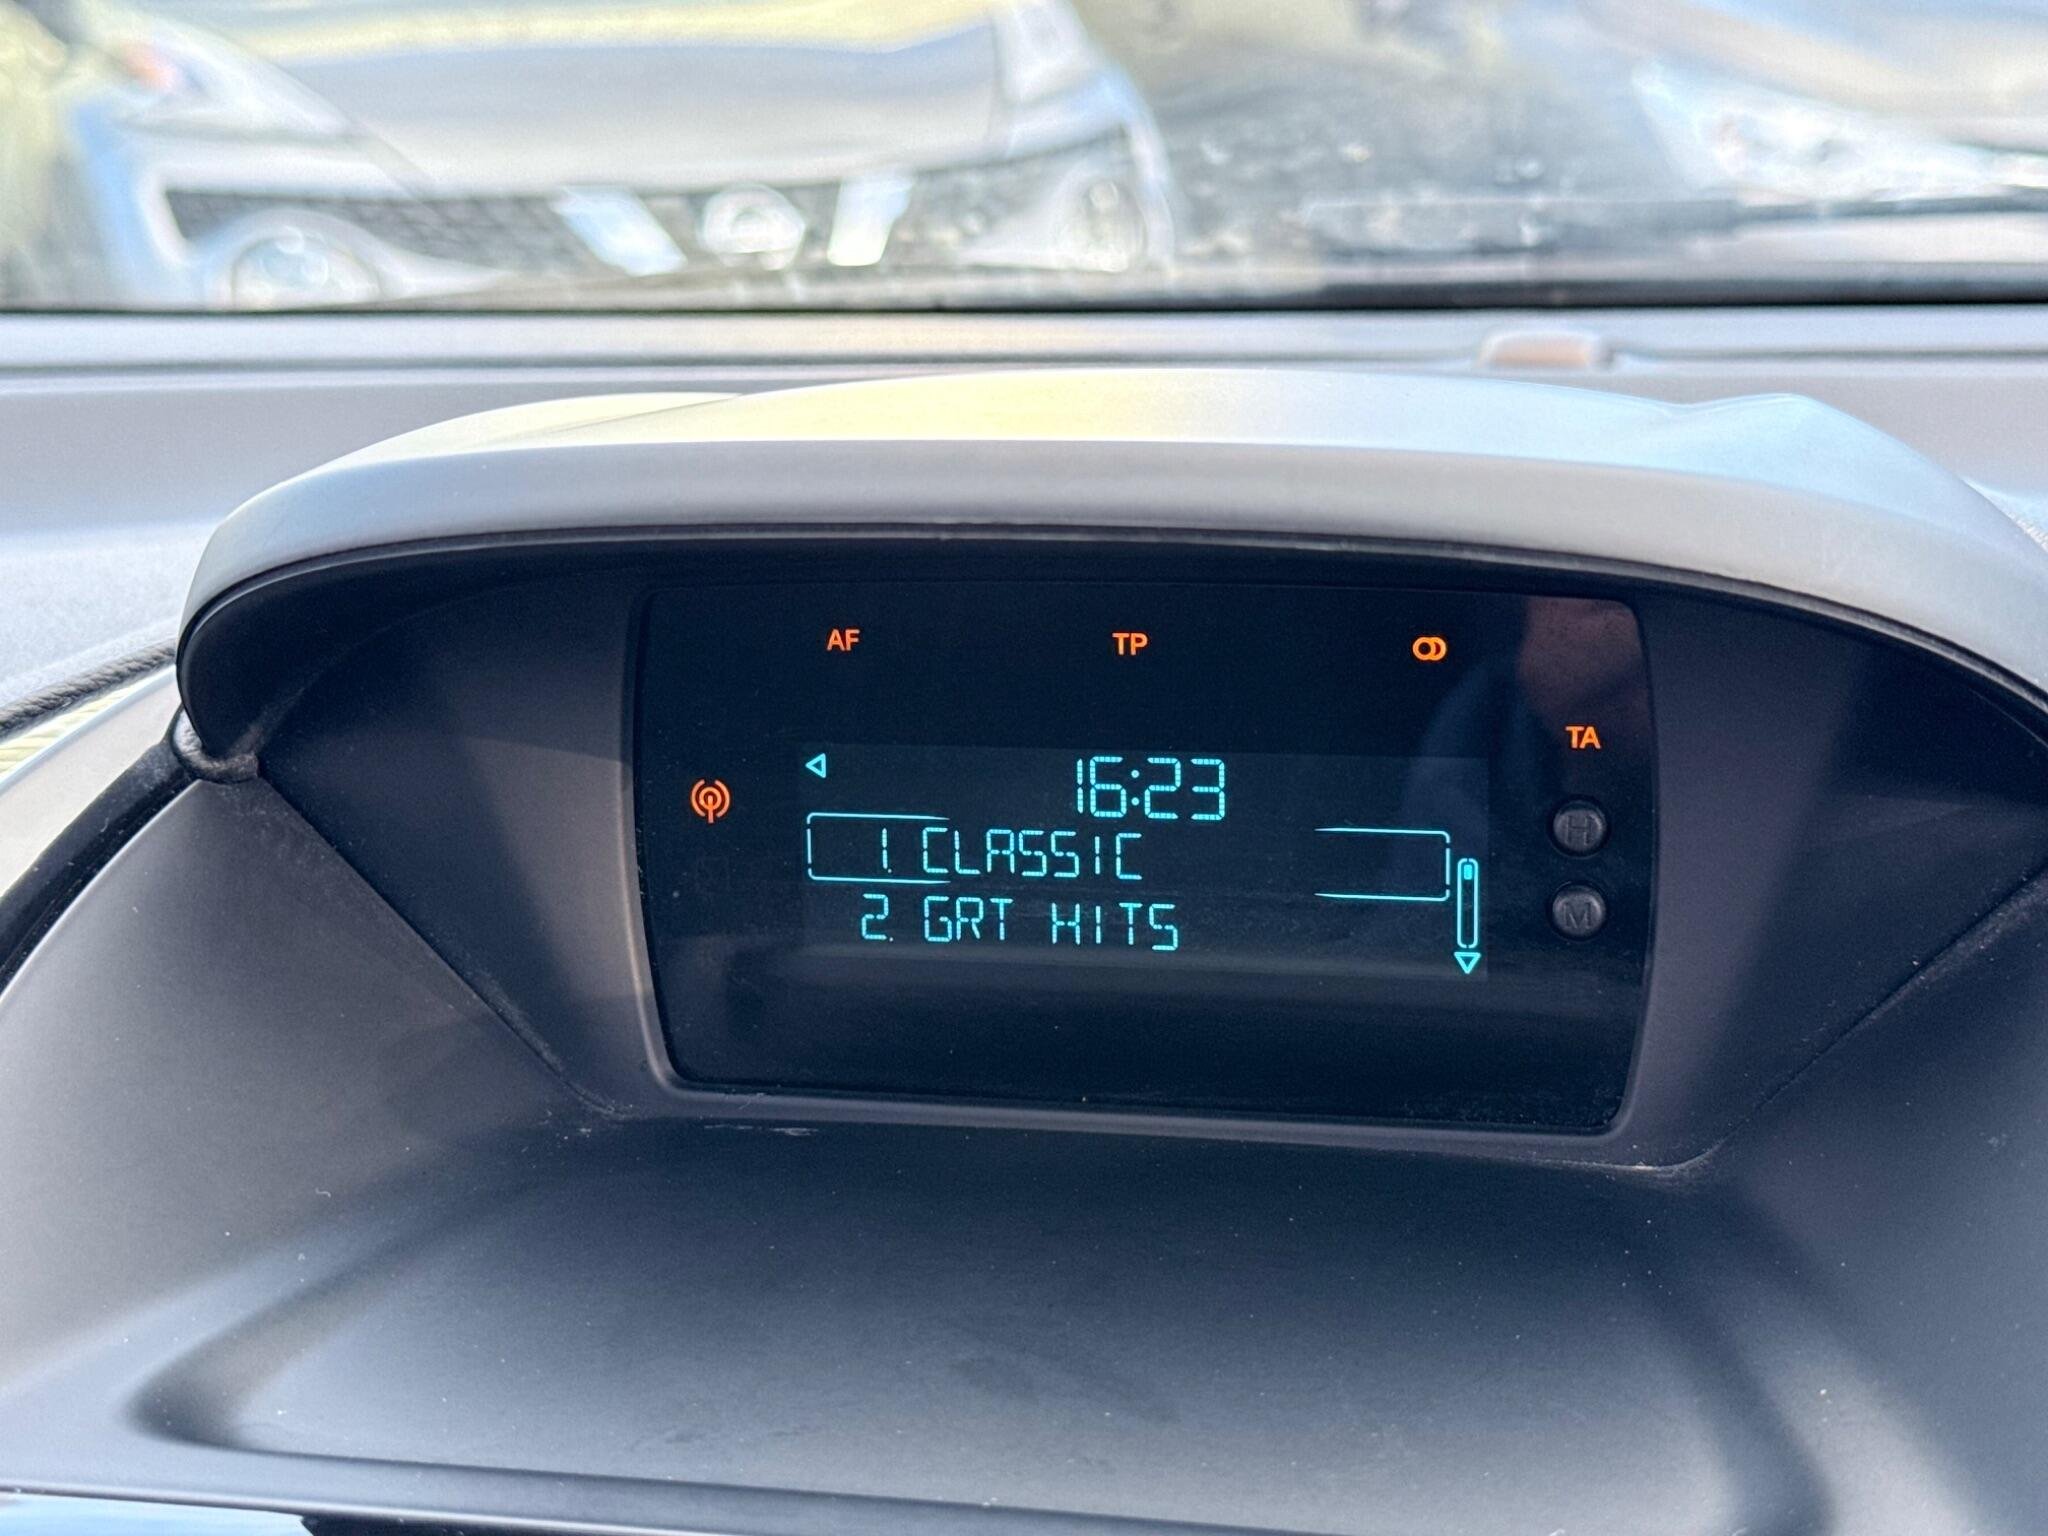 AF TP
TA
16:23
1. CLASSIC
H
2. GRT HITS
M